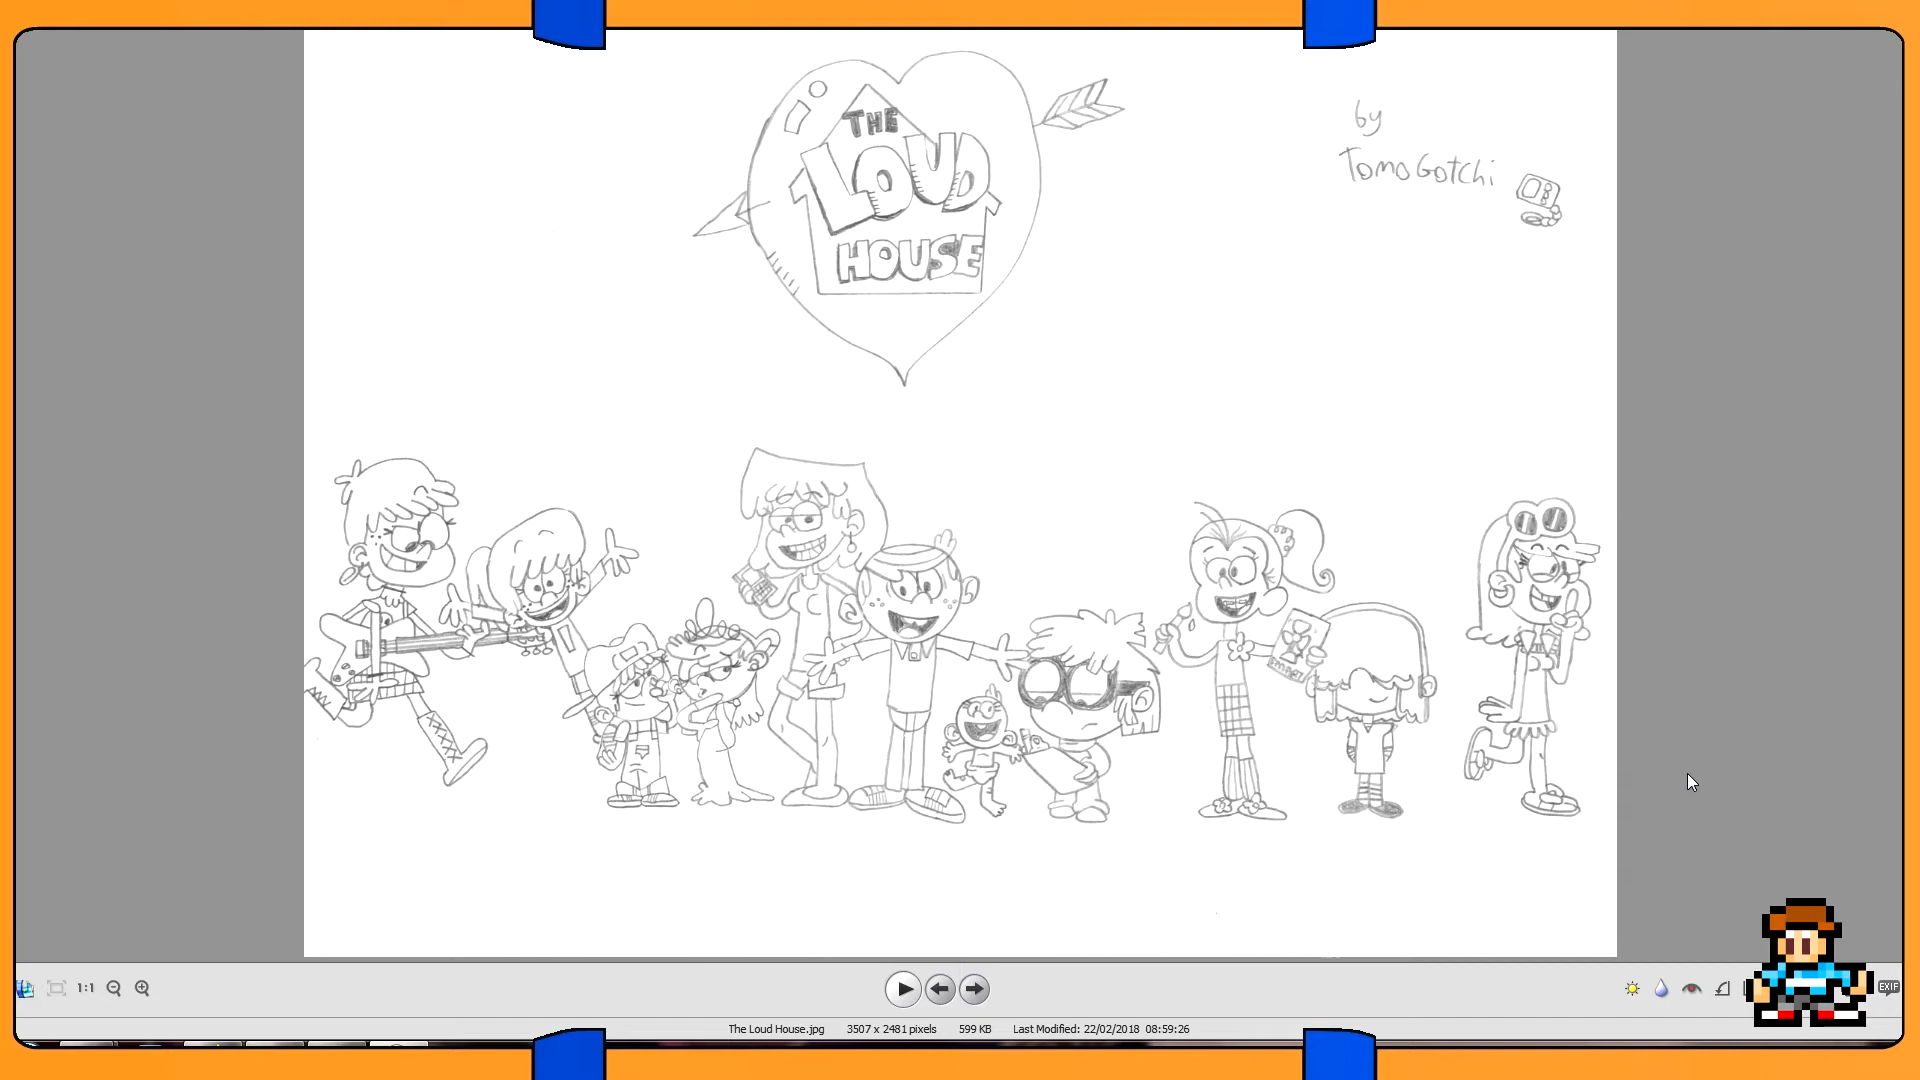 THE
LOUD
HOUSE
by
TomoGotchi
1:1
EXIF
The Loud House.jpg 3507 x 2481 pixels 599 KB Last Modified: 22/02/2018 08:59:26